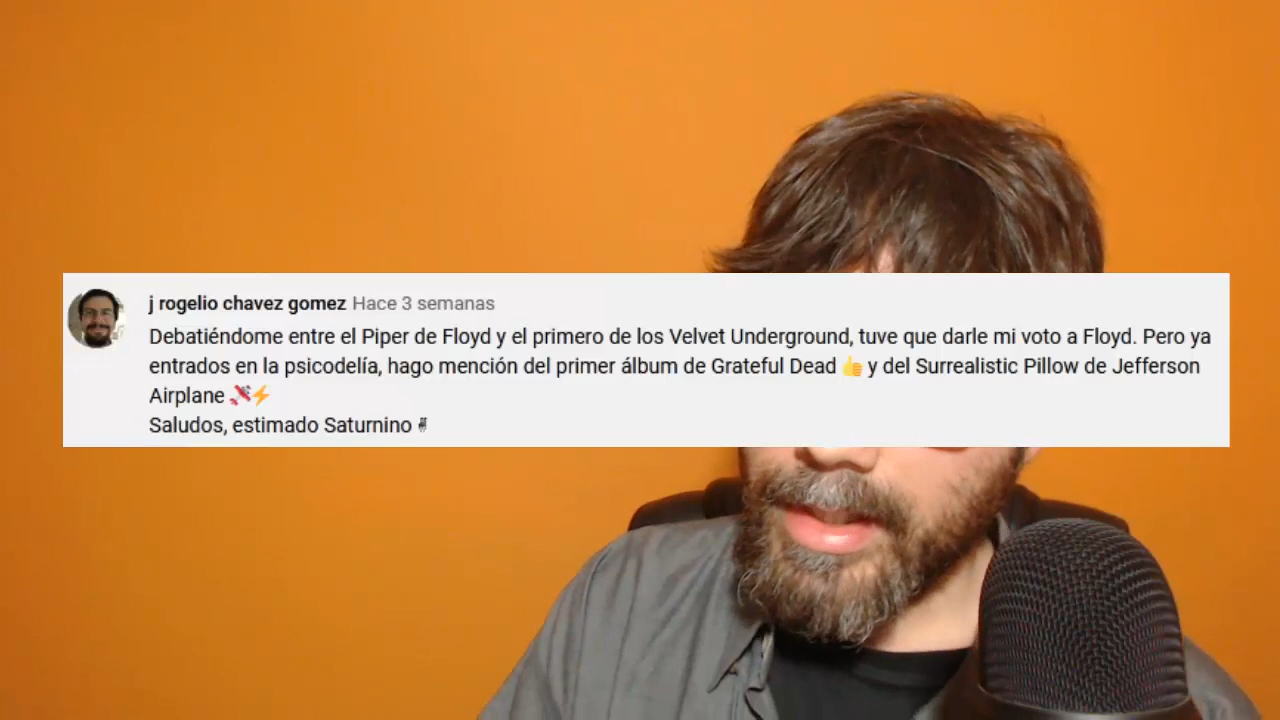 j rogelio chavez gomez Hace 3 semanas
Debatiéndome entre el Piper de Floyd y el primero de los Velvet Underground, tuve que darle mi voto a Floyd. Pero ya
entrados en la psicodelía, hago mención del primer álbum de Grateful Dead 👍 y del Surrealistic Pillow de Jefferson
Airplane 🚀⚡
Saludos, estimado Saturnino ✌